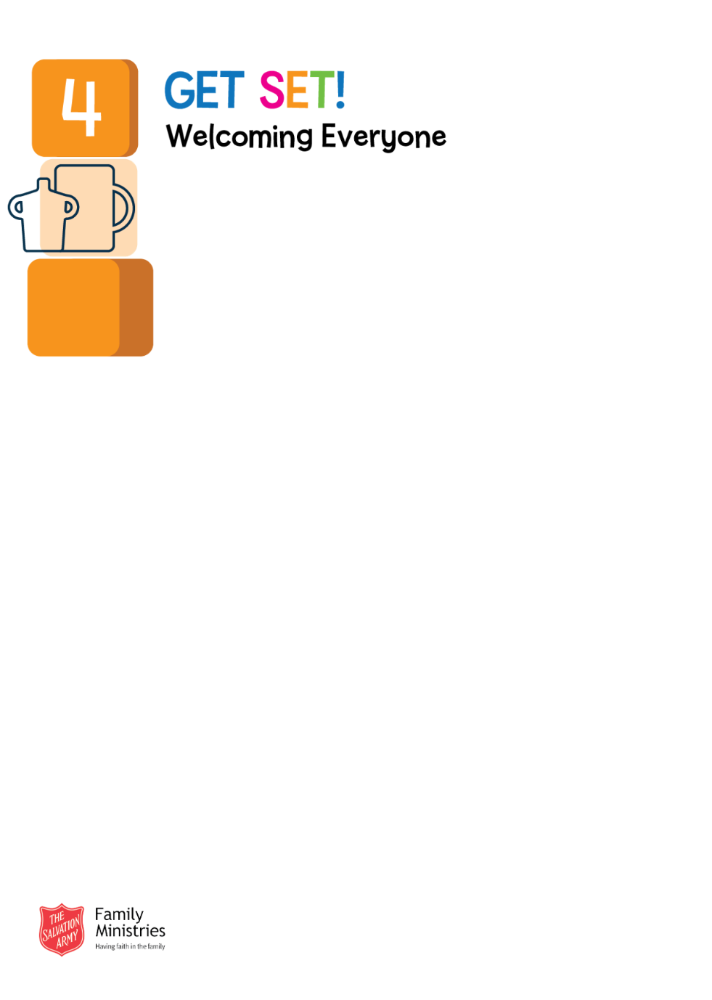 4
GET SET!
Welcoming Everyone
THE
SALVATION
ARMY
Family
Ministries
Having faith in the family